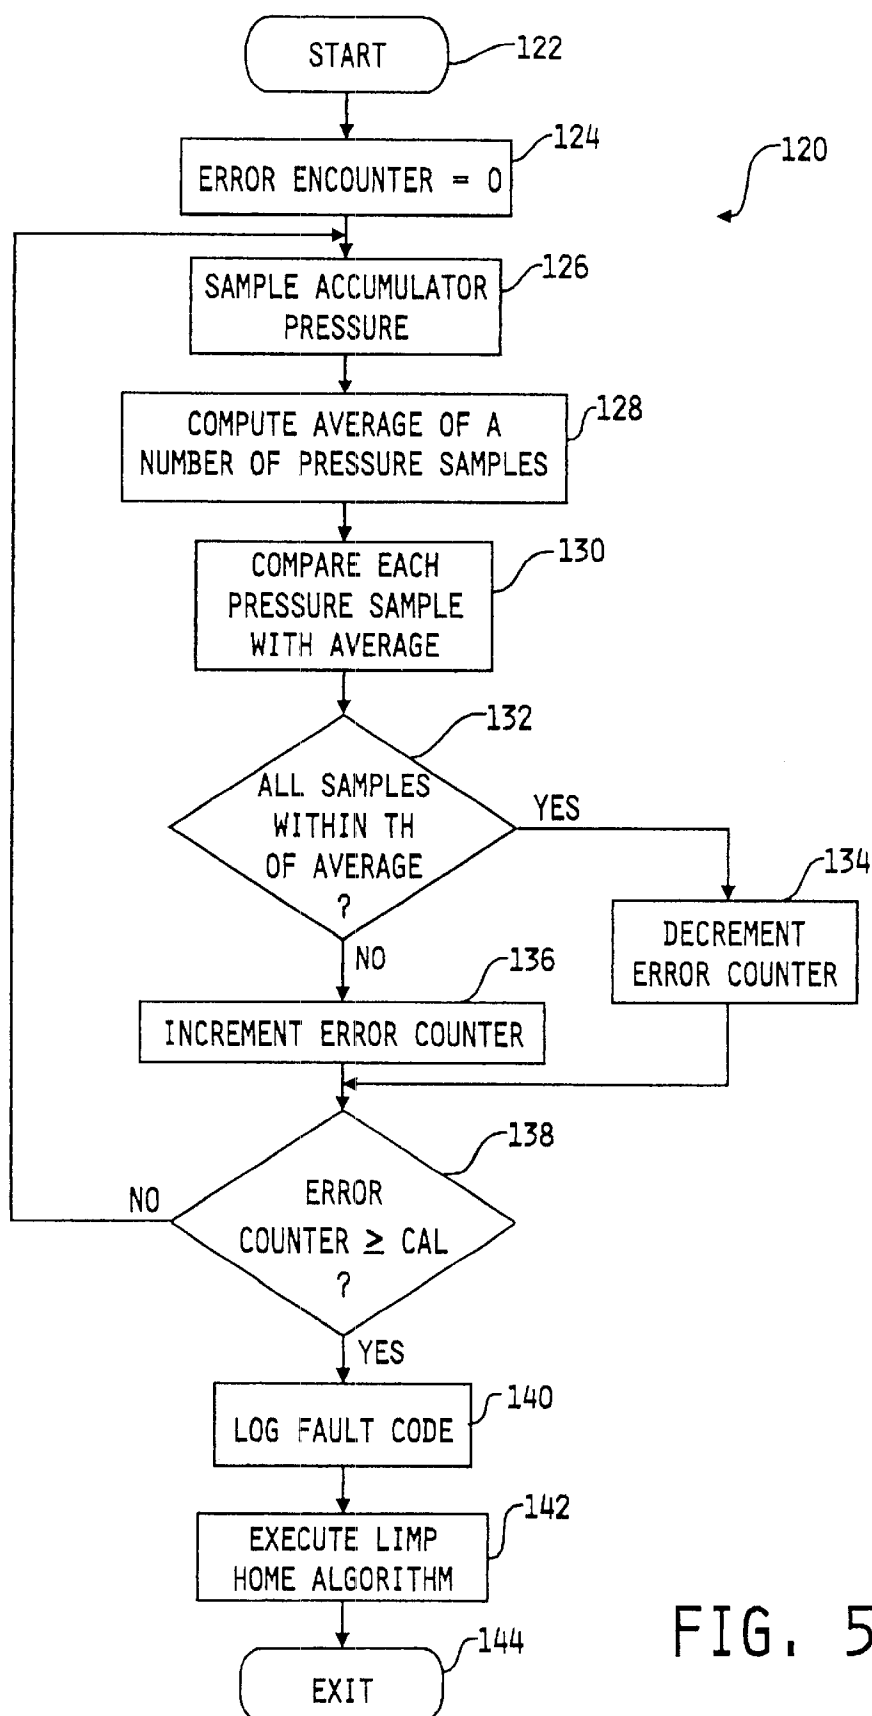 START
122
124
ERROR ENCOUNTER = 0
120
126
SAMPLE ACCUMULATOR
PRESSURE
128
COMPUTE AVERAGE OF A
NUMBER OF PRESSURE SAMPLES
130
COMPARE EACH
PRESSURE SAMPLE
WITH AVERAGE
132
ALL SAMPLES
WITHIN TH
OF AVERAGE
?
YES
134
DECREMENT
ERROR COUNTER
NO
136
INCREMENT ERROR COUNTER
138
NO
ERROR
COUNTER ≥ CAL
?
YES
140
LOG FAULT CODE
142
EXECUTE LIMP
HOME ALGORITHM
144
EXIT
FIG. 5